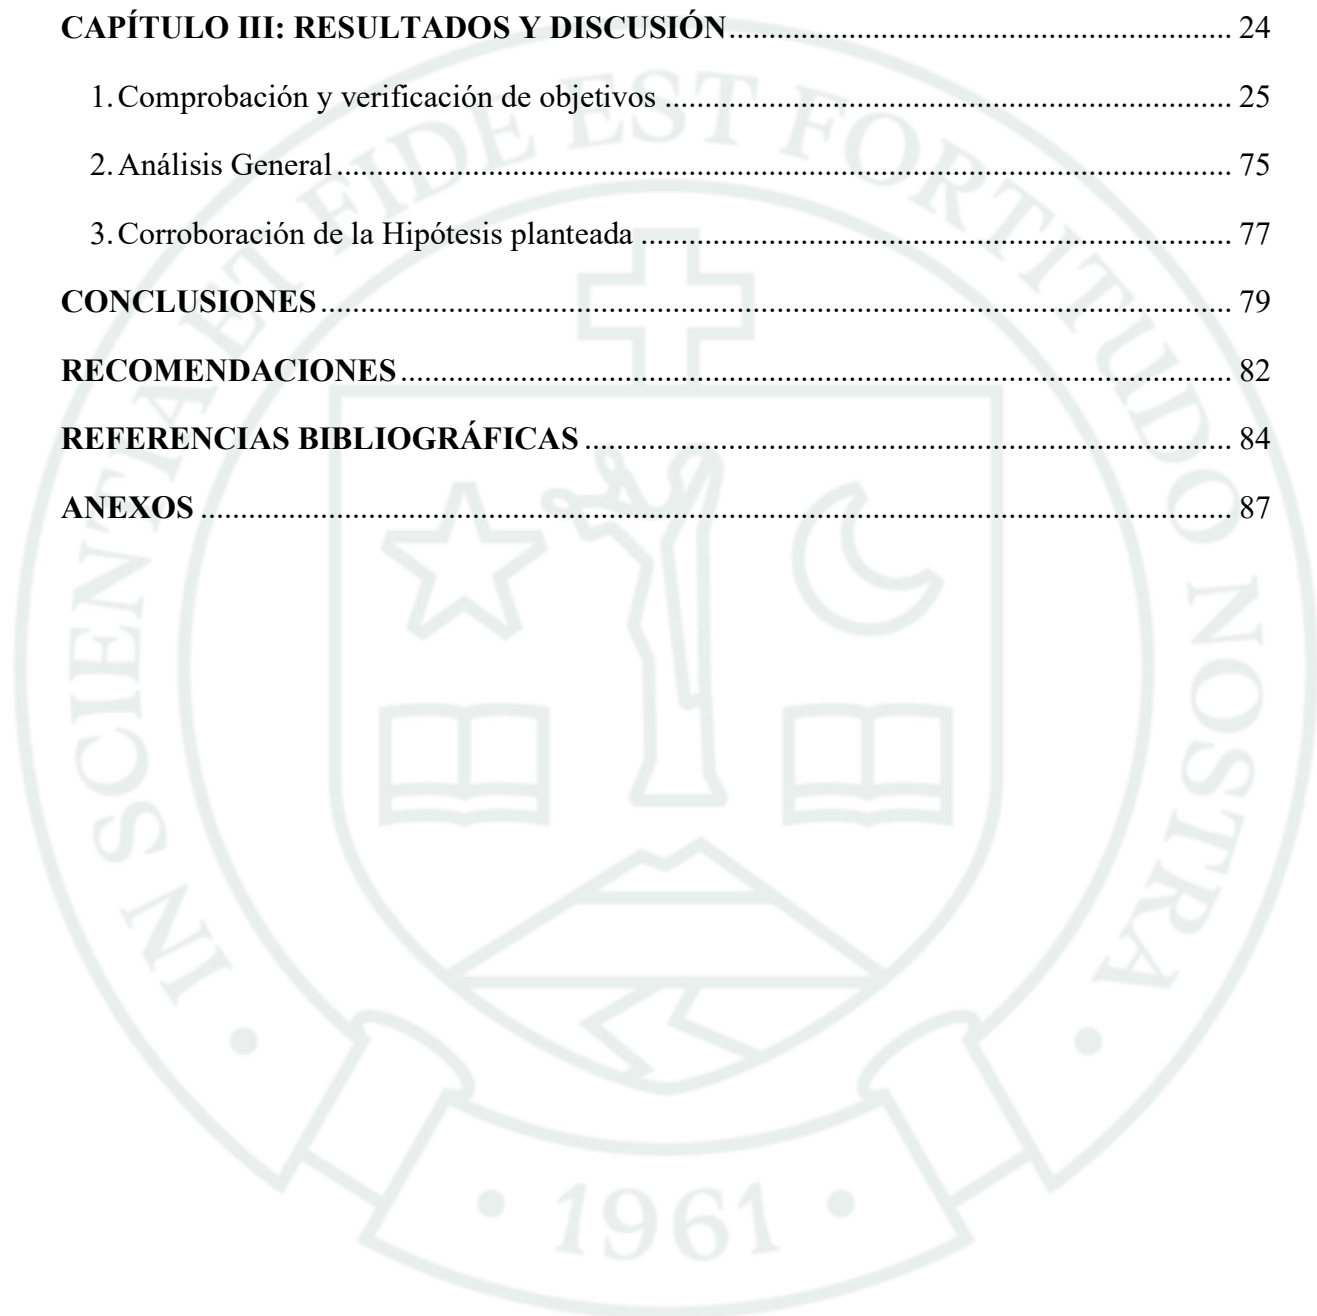 CAPÍTULO III: RESULTADOS Y DISCUSIÓN ........ 24
1. Comprobación y verificación de objetivos ........ 25
2. Análisis General ........ 75
3. Corroboración de la Hipótesis planteada ........ 77
CONCLUSIONES ........ 79
RECOMENDACIONES ........ 82
REFERENCIAS BIBLIOGRÁFICAS ........ 84
ANEXOS ........ 87
IN SCIENTIA ET FIDE EST FORTITUDO NOSTRA
• 1961 •